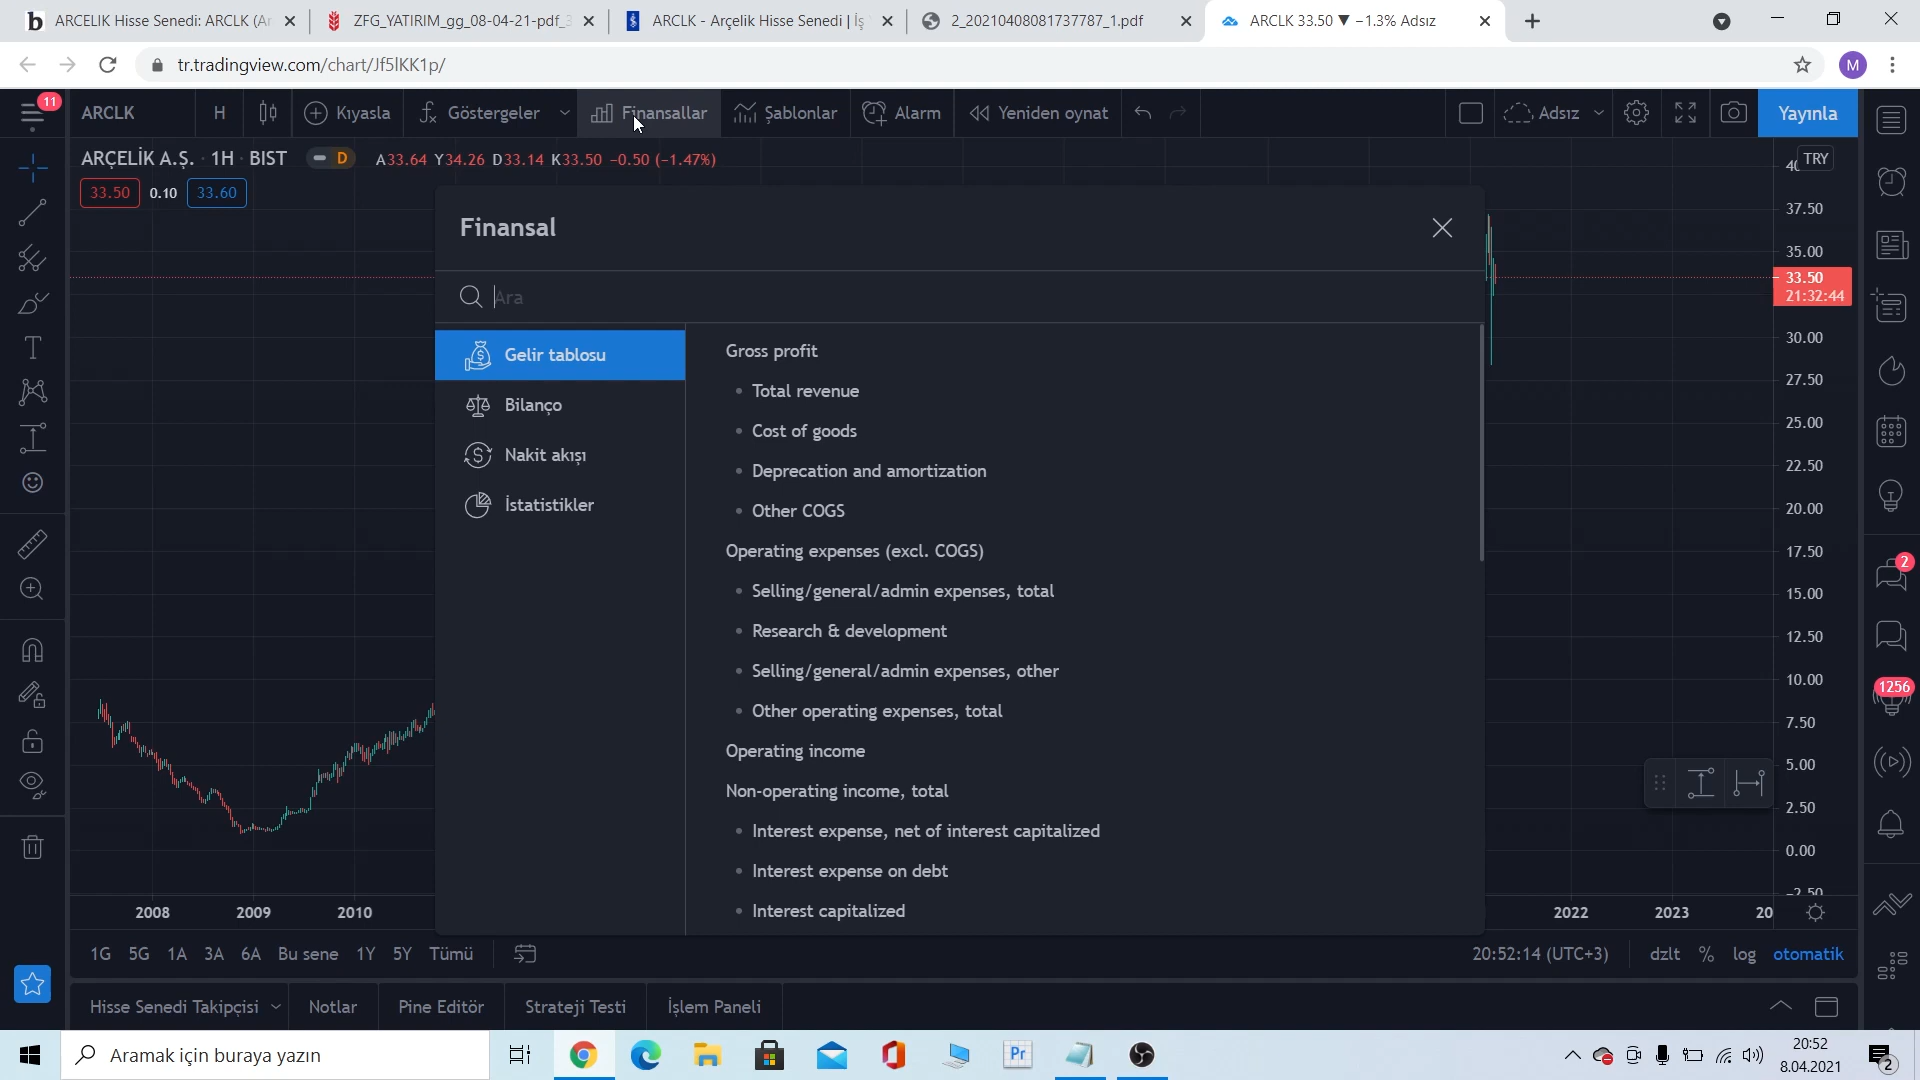 ARCELIK Hisse Senedi: ARCLK (Ar
ZFG_YATIRIM_gg_08-04-21-pdf_3
ARCLK - Arçelik Hisse Senedi | İş
2_20210408081737787_1.pdf
ARCLK 33.50 ▼ −1.3% Adsız
tr.tradingview.com/chart/Jf5lKK1p/
M
11
ARCLK
H
Kıyasla
Göstergeler
Finansallar
Şablonlar
Alarm
Yeniden oynat
Adsız
Yayınla
ARÇELİK A.Ş. · 1H · BIST
D
A33.64 Y34.26 D33.14 K33.50 −0.50 (−1.47%)
33.50
0.10
33.60
TRY
37.50
35.00
33.50
21:32:44
30.00
27.50
25.00
22.50
20.00
17.50
15.00
12.50
10.00
7.50
5.00
2.50
0.00
−2.50
Finansal
Ara
Gelir tablosu
Bilanço
Nakit akışı
İstatistikler
Gross profit
• Total revenue
• Cost of goods
• Deprecation and amortization
• Other COGS
Operating expenses (excl. COGS)
• Selling/general/admin expenses, total
• Research & development
• Selling/general/admin expenses, other
• Other operating expenses, total
Operating income
Non-operating income, total
• Interest expense, net of interest capitalized
• Interest expense on debt
• Interest capitalized
2
1256
2008
2009
2010
2022
2023
20
1G
5G
1A
3A
6A
Bu sene
1Y
5Y
Tümü
20:52:14 (UTC+3)
dzlt
%
log
otomatik
Hisse Senedi Takipçisi
Notlar
Pine Editör
Strateji Testi
İşlem Paneli
Aramak için buraya yazın
Pr
20:52
8.04.2021
2